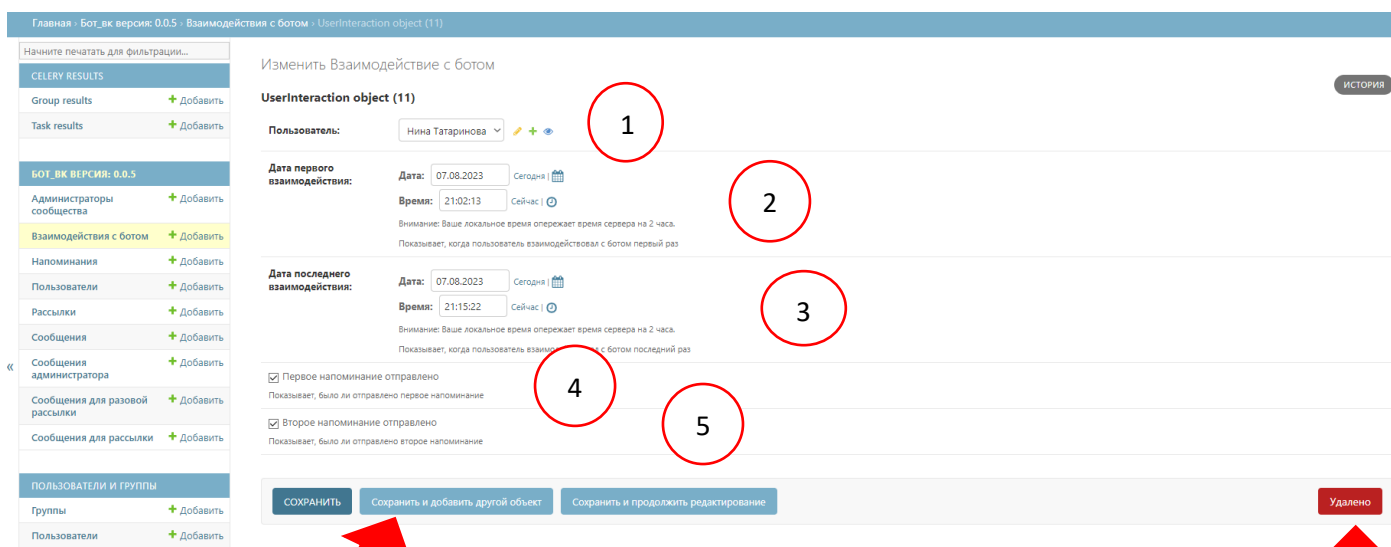 Главная › Бот_вк версия: 0.0.5 › Взаимодействия с ботом › UserInteraction object (11)
Начните печатать для фильтрации...
CELERY RESULTS
Group results + Добавить
Task results + Добавить
БОТ_ВК ВЕРСИЯ: 0.0.5
Администраторы + Добавить
сообщества
Взаимодействия с ботом + Добавить
Напоминания + Добавить
Пользователи + Добавить
Рассылки + Добавить
Сообщения + Добавить
«
Сообщения + Добавить
администратора
Сообщения для разовой + Добавить
рассылки
Сообщения для рассылки + Добавить
ПОЛЬЗОВАТЕЛИ И ГРУППЫ
Группы + Добавить
Пользователи + Добавить
Изменить Взаимодействие с ботом
ИСТОРИЯ
UserInteraction object (11)
Пользователь: Нина Татаринова
1
Дата первого
взаимодействия:
Дата: 07.08.2023 Сегодня |
Время: 21:02:13 Сейчас |
2
Внимание: Ваше локальное время опережает время сервера на 2 часа.
Показывает, когда пользователь взаимодействовал с ботом первый раз
Дата последнего
взаимодействия:
Дата: 07.08.2023 Сегодня |
Время: 21:15:22 Сейчас |
3
Внимание: Ваше локальное время опережает время сервера на 2 часа.
Показывает, когда пользователь с ботом последний раз
Первое напоминание отправлено
4
Показывает, было ли отправлено первое напоминание
Второе напоминание отправлено
5
Показывает, было ли отправлено второе напоминание
СОХРАНИТЬ Сохранить и добавить другой объект Сохранить и продолжить редактирование Удалено